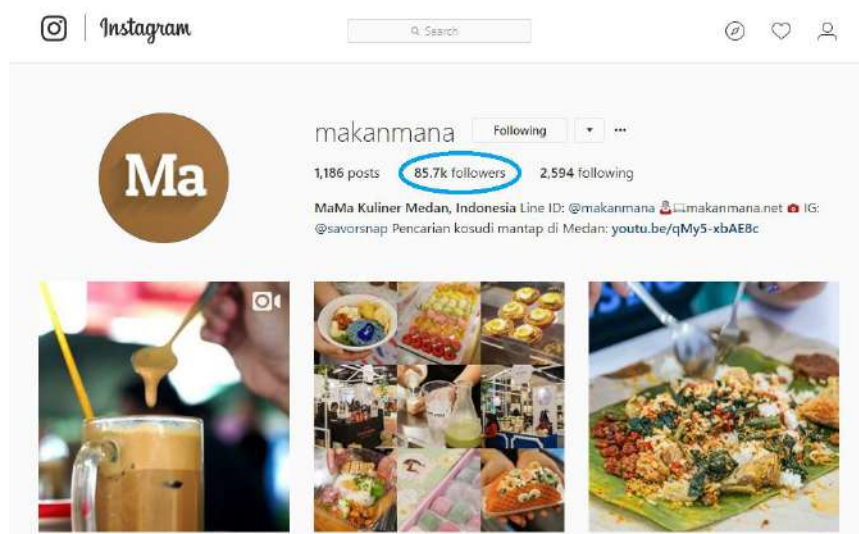 Instagram
Search
Ma
makanmana Following
1,186 posts 85.7k followers 2,594 following
MaMa Kuliner Medan, Indonesia Line ID: @makanmana makanmana.net IG:
@savorsnap Pencarian kosudi mantap di Medan: youtu.be/qMy5-xbAE8c